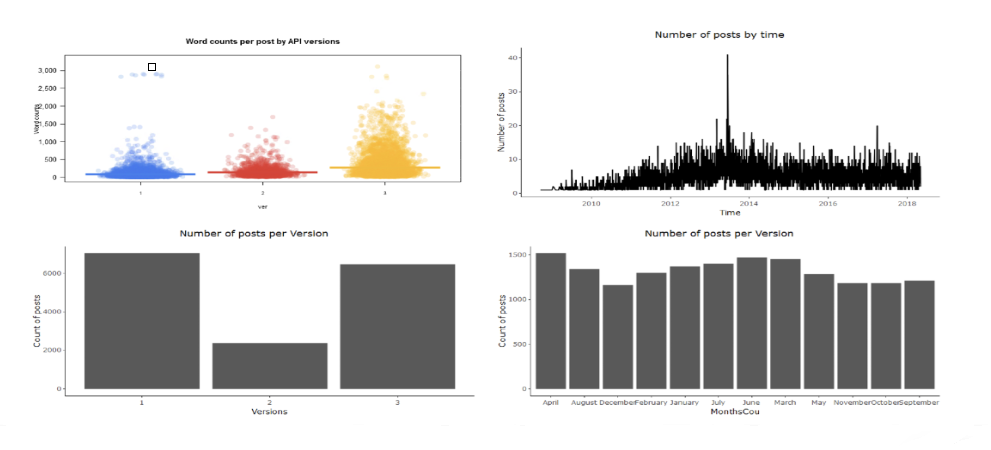 Word counts per post by API versions
3,000
2,500
2,000
1,500
1,000
500
0
Word count
1
2
3
ver
Number of posts by time
40
30
20
10
0
Number of posts
2010
2012
2014
2016
2018
Time
Number of posts per Version
6000
4000
2000
0
Count of posts
1
2
3
Versions
Number of posts per Version
1500
1000
500
0
Count of posts
April August December February January July June March May November October September
MonthsCou